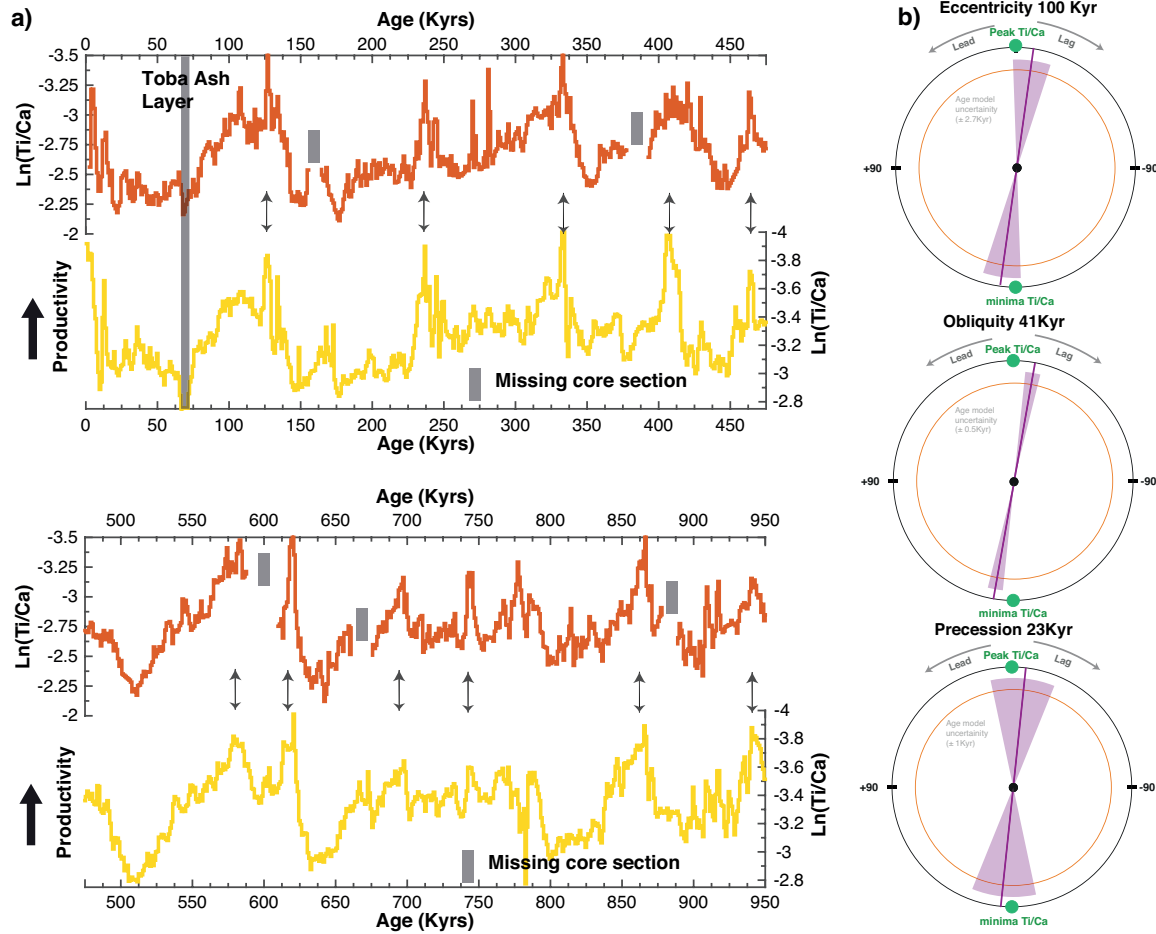 a)
Age (Kyrs)
0 50 100 150 200 250 300 350 400 450
-3.5
-3.25
-3
-2.75
-2.5
-2.25
-2
Ln(Ti/Ca)
Toba Ash
Layer
-4
-3.8
-3.6
-3.4
-3.2
-3
-2.8
Ln(Ti/Ca)
Productivity
Missing core section
0 50 100 150 200 250 300 350 400 450
Age (Kyrs)
Age (Kyrs)
500 550 600 650 700 750 800 850 900 950
-3.5
-3.25
-3
-2.75
-2.5
-2.25
-2
Ln(Ti/Ca)
-4
-3.8
-3.6
-3.4
-3.2
-3
-2.8
Ln(Ti/Ca)
Productivity
Missing core section
500 550 600 650 700 750 800 850 900 950
Age (Kyrs)
b)
Eccentricity 100 Kyr
Lead Peak Ti/Ca Lag
Age model
uncertainity
(± 2.7Kyr)
+90 -90
minima Ti/Ca
Obliquity 41Kyr
Lead Peak Ti/Ca Lag
Age model
uncertainity
(± 0.5Kyr)
+90 -90
minima Ti/Ca
Precession 23Kyr
Lead Peak Ti/Ca Lag
Age model
uncertainity
(± 1Kyr)
+90 -90
minima Ti/Ca